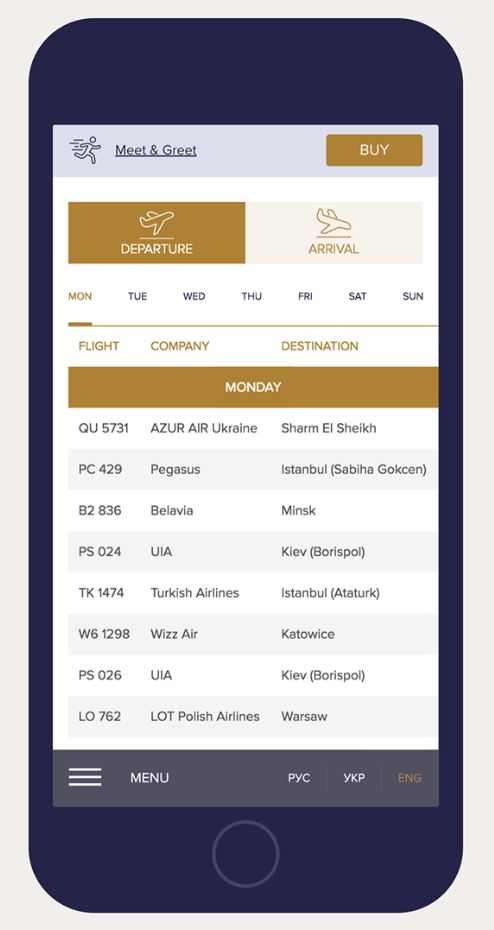 Meet & Greet BUY
DEPARTURE ARRIVAL
MON TUE WED THU FRI SAT SUN
FLIGHT COMPANY DESTINATION
MONDAY
QU 5731 AZUR AIR Ukraine Sharm El Sheikh
PC 429 Pegasus Istanbul (Sabiha Gokcen)
B2 836 Belavia Minsk
PS 024 UIA Kiev (Borispol)
TK 1474 Turkish Airlines Istanbul (Ataturk)
W6 1298 Wizz Air Katowice
PS 026 UIA Kiev (Borispol)
LO 762 LOT Polish Airlines Warsaw
MENU РУС УКР ENG